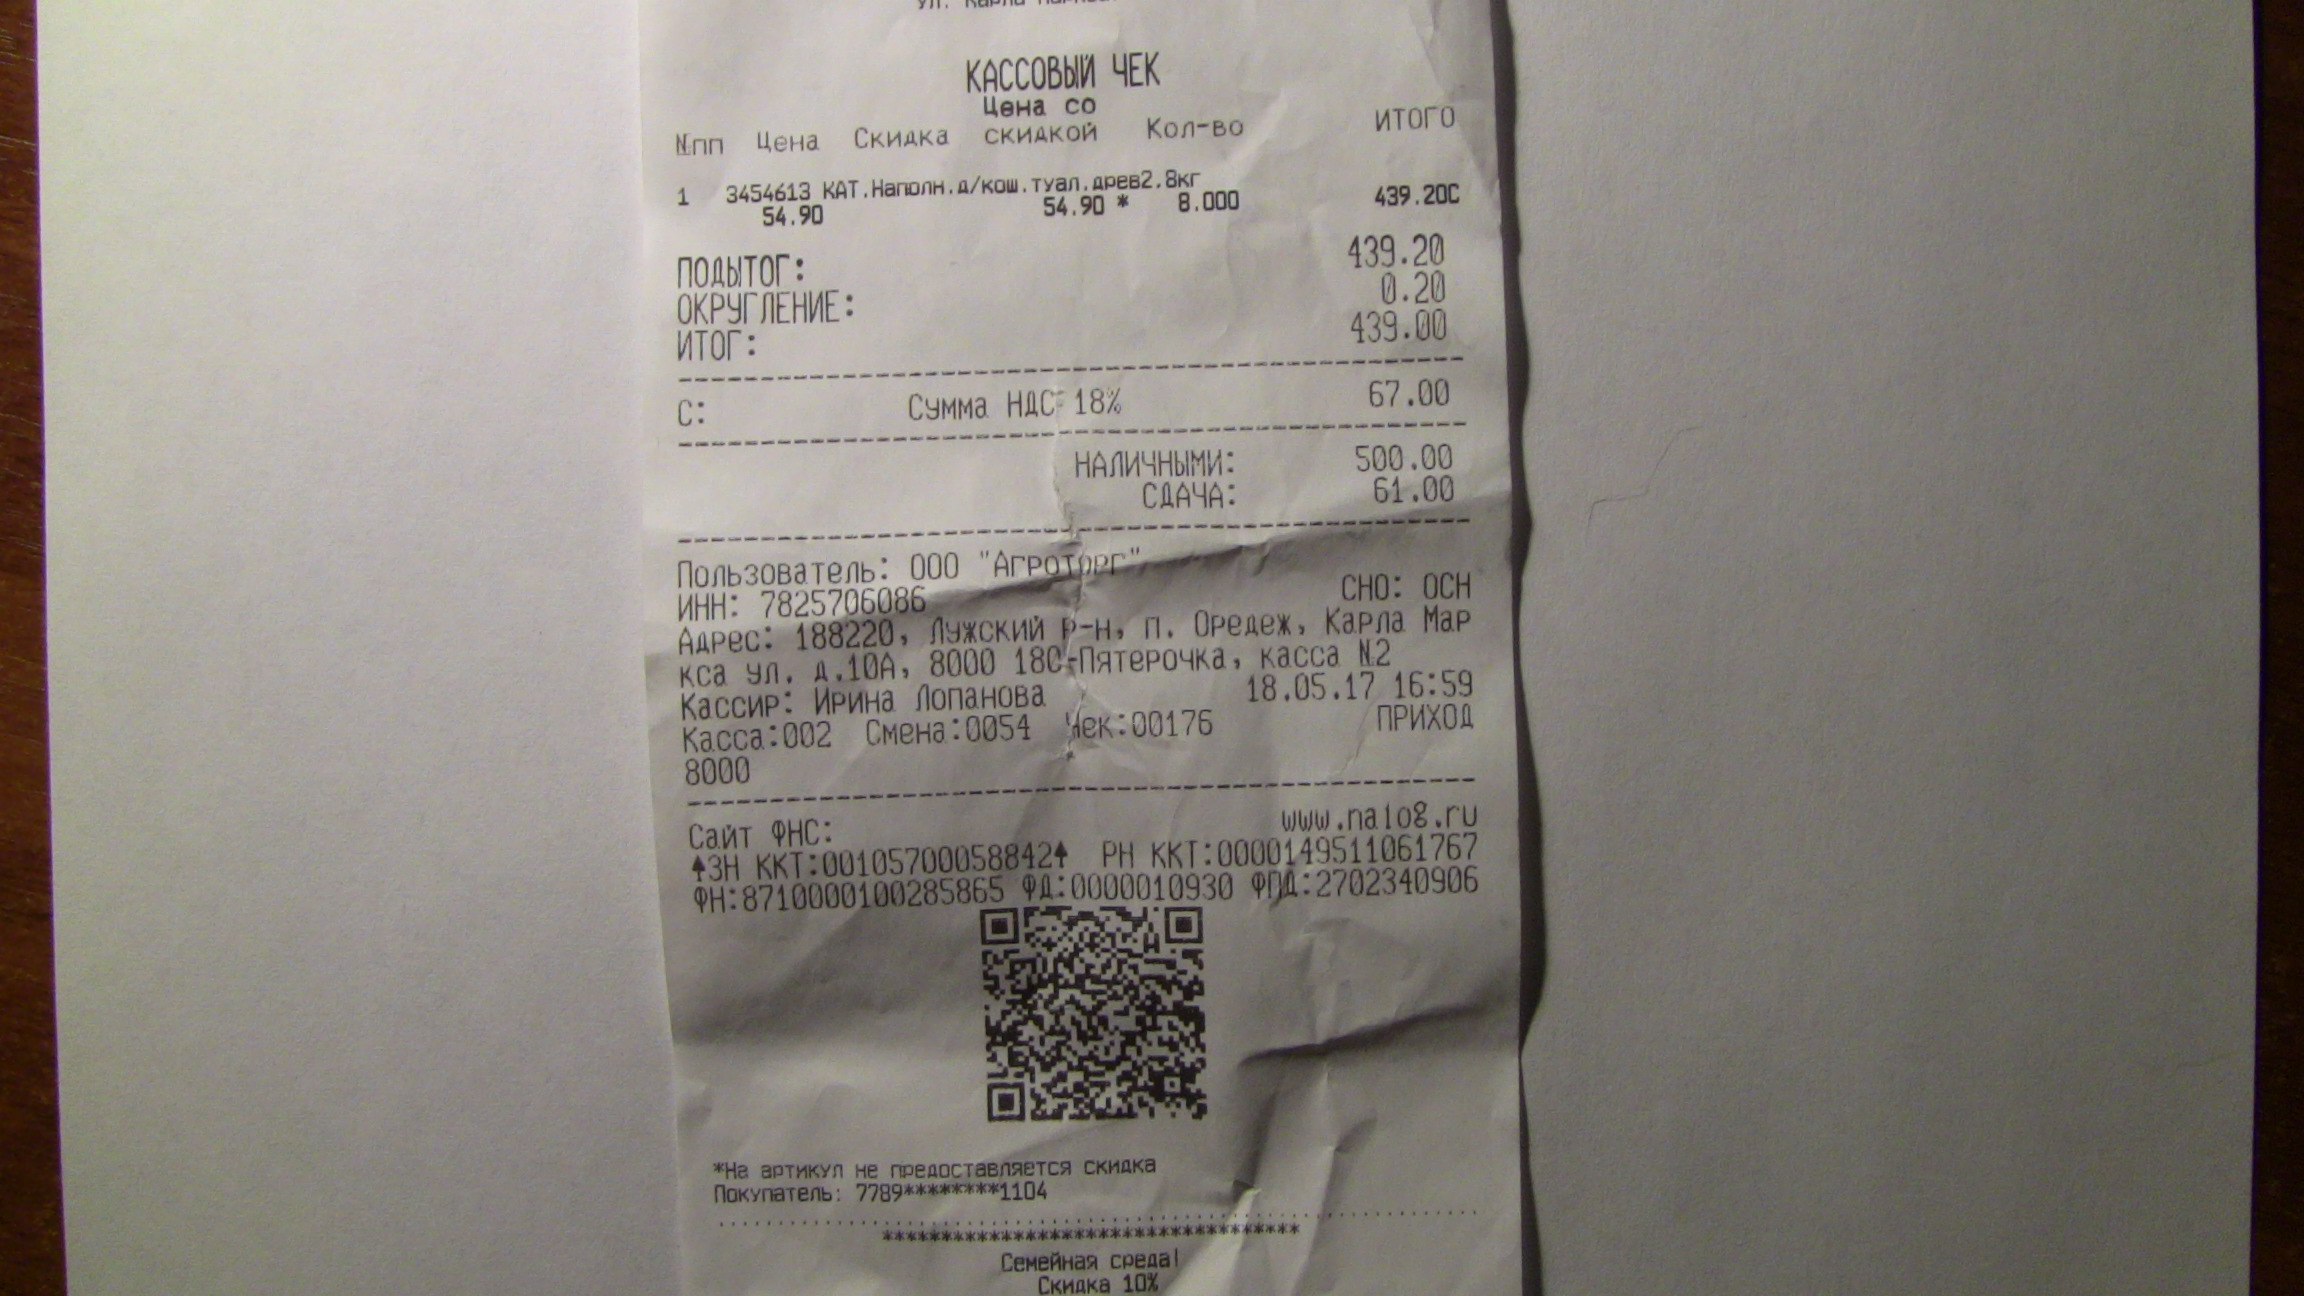 ул. Карла Маркса
КАССОВЫЙ ЧЕК
Цена со
№пп Цена Скидка скидкой Кол-во ИТОГО
1 3454613 КАТ.Наполн.д/кош.туал.древ2.8кг
54.90 54.90 * 8.000 439.20С
ПОДЫТОГ: 439.20
ОКРУГЛЕНИЕ: 0.20
ИТОГ: 439.00
С: Сумма НДС 18% 67.00
НАЛИЧНЫМИ: 500.00
СДАЧА: 61.00
Пользователь: ООО "Агроторг"
ИНН: 7825706086 СНО: ОСН
Адрес: 188220, Лужский р-н, п. Оредеж, Карла Мар
кса ул. д.10А, 8000 180-Пятерочка, касса №2
Кассир: Ирина Лопанова 18.05.17 16:59
Касса:002 Смена:0054 Чек:00176 ПРИХОД
8000
Сайт ФНС: www.nalog.ru
ЗН ККТ:00105700058842 РН ККТ:0000149511061767
ФН:8710000100285865 ФД:0000010930 ФПД:2702340906
*На артикул не предоставляется скидка
Покупатель: 7789********1104
***********************************
Семейная среда!
Скидка 10%